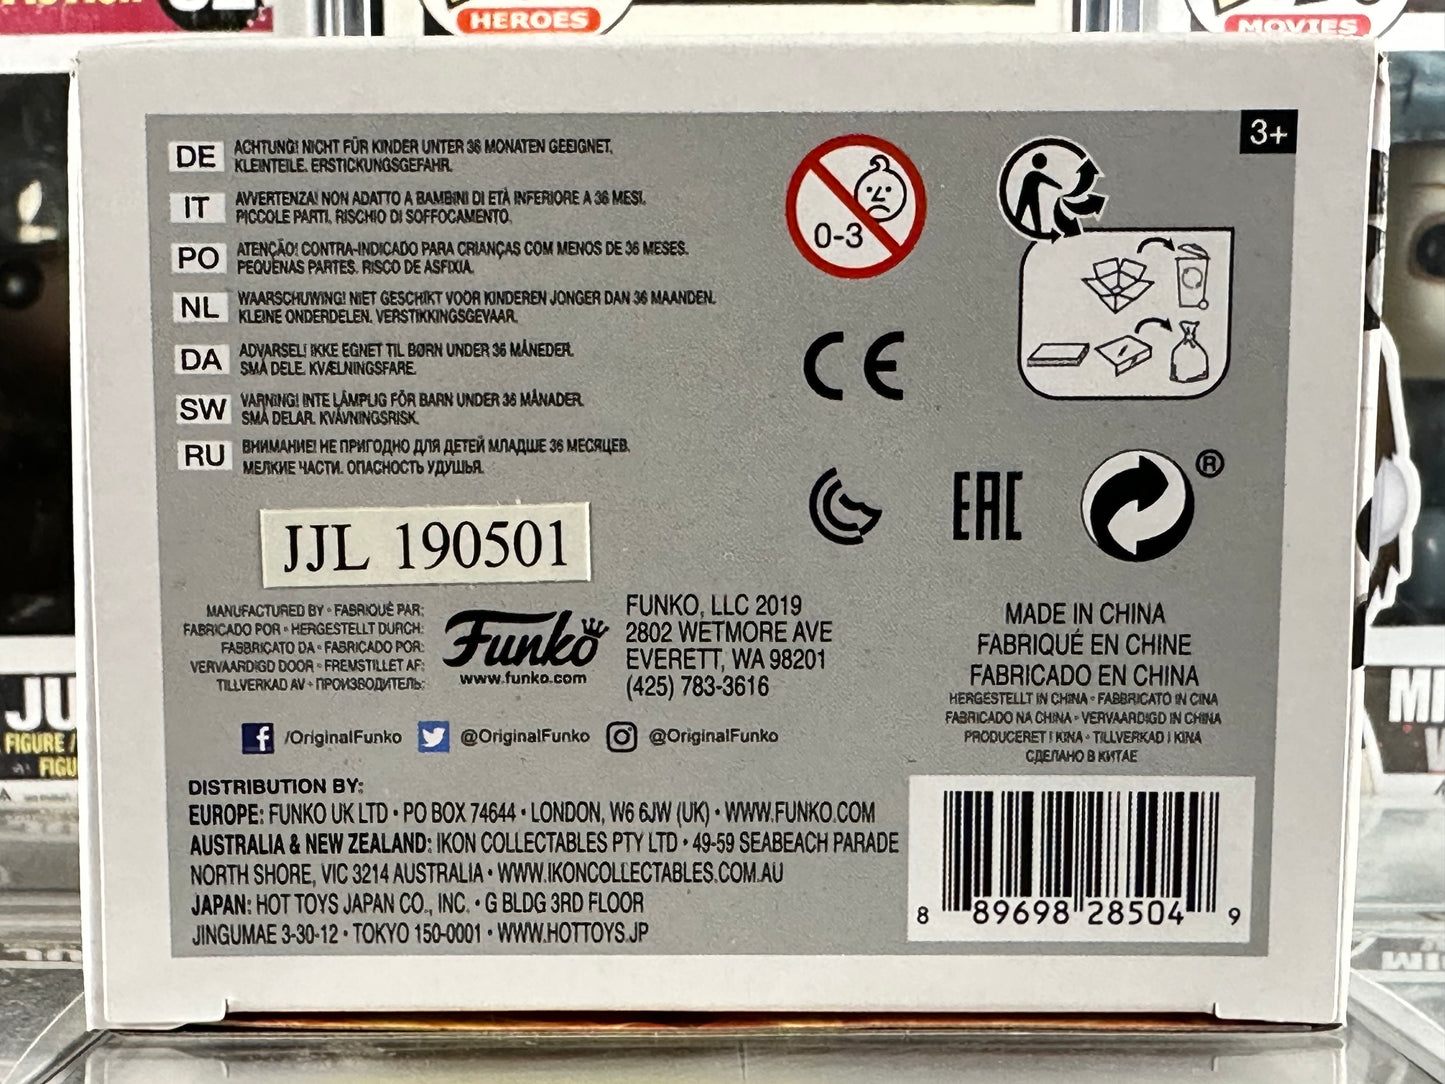 HEROES
MOVIES
3+
DE
ACHTUNG! NICHT FÜR KINDER UNTER 36 MONATEN GEEIGNET.
KLEINTEILE. ERSTICKUNGSGEFAHR.
IT
AVVERTENZA! NON ADATTO A BAMBINI DI ETÀ INFERIORE A 36 MESI.
PICCOLE PARTI. RISCHIO DI SOFFOCAMENTO.
PO
ATENÇÃO! CONTRA-INDICADO PARA CRIANÇAS COM MENOS DE 36 MESES.
PEQUENAS PARTES. RISCO DE ASFIXIA.
NL
WAARSCHUWING! NIET GESCHIKT VOOR KINDEREN JONGER DAN 36 MAANDEN.
KLEINE ONDERDELEN. VERSTIKKINGSGEVAAR.
DA
ADVARSEL! IKKE EGNET TIL BØRN UNDER 36 MÅNEDER.
SMÅ DELE. KVÆLNINGSFARE.
SW
VARNING! INTE LÄMPLIG FÖR BARN UNDER 36 MÅNADER.
SMÅ DELAR. KVÄVNINGSRISK.
RU
ВНИМАНИЕ! НЕ ПРИГОДНО ДЛЯ ДЕТЕЙ МЛАДШЕ 36 МЕСЯЦЕВ.
МЕЛКИЕ ЧАСТИ. ОПАСНОСТЬ УДУШЬЯ.
0-3
CE
EAC
®
JJL 190501
MANUFACTURED BY • FABRIQUÉ PAR:
FABRICADO POR • HERGESTELLT DURCH:
FABBRICATO DA • FABRICADO POR:
VERVAARDIGD DOOR • FREMSTILLET AF:
TILLVERKAD AV • ПРОИЗВОДИТЕЛЬ:
Funko
www.funko.com
FUNKO, LLC 2019
2802 WETMORE AVE
EVERETT, WA 98201
(425) 783-3616
MADE IN CHINA
FABRIQUÉ EN CHINE
FABRICADO EN CHINA
HERGESTELLT IN CHINA • FABBRICATO IN CINA
FABRICADO NA CHINA • VERVAARDIGD IN CHINA
PRODUCERET I KINA • TILLVERKAD I KINA
СДЕЛАНО В КИТАЕ
/OriginalFunko @OriginalFunko @OriginalFunko
DISTRIBUTION BY:
EUROPE: FUNKO UK LTD • PO BOX 74644 • LONDON, W6 6JW (UK) • WWW.FUNKO.COM
AUSTRALIA & NEW ZEALAND: IKON COLLECTABLES PTY LTD • 49-59 SEABEACH PARADE
NORTH SHORE, VIC 3214 AUSTRALIA • WWW.IKONCOLLECTABLES.COM.AU
JAPAN: HOT TOYS JAPAN CO., INC. • G BLDG 3RD FLOOR
JINGUMAE 3-30-12 • TOKYO 150-0001 • WWW.HOTTOYS.JP
8 89698 28504 9
JU
FIGURE /
FIGU